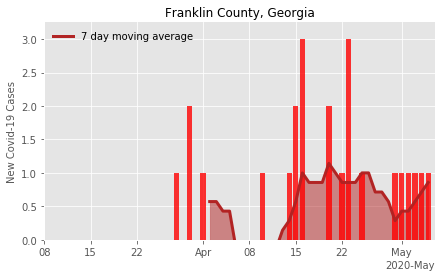 Franklin County, Georgia
7 day moving average
New Covid-19 Cases
3.0
2.5
2.0
1.5
1.0
0.5
0.0
08 15 22 Apr 08 15 22 May
2020-May